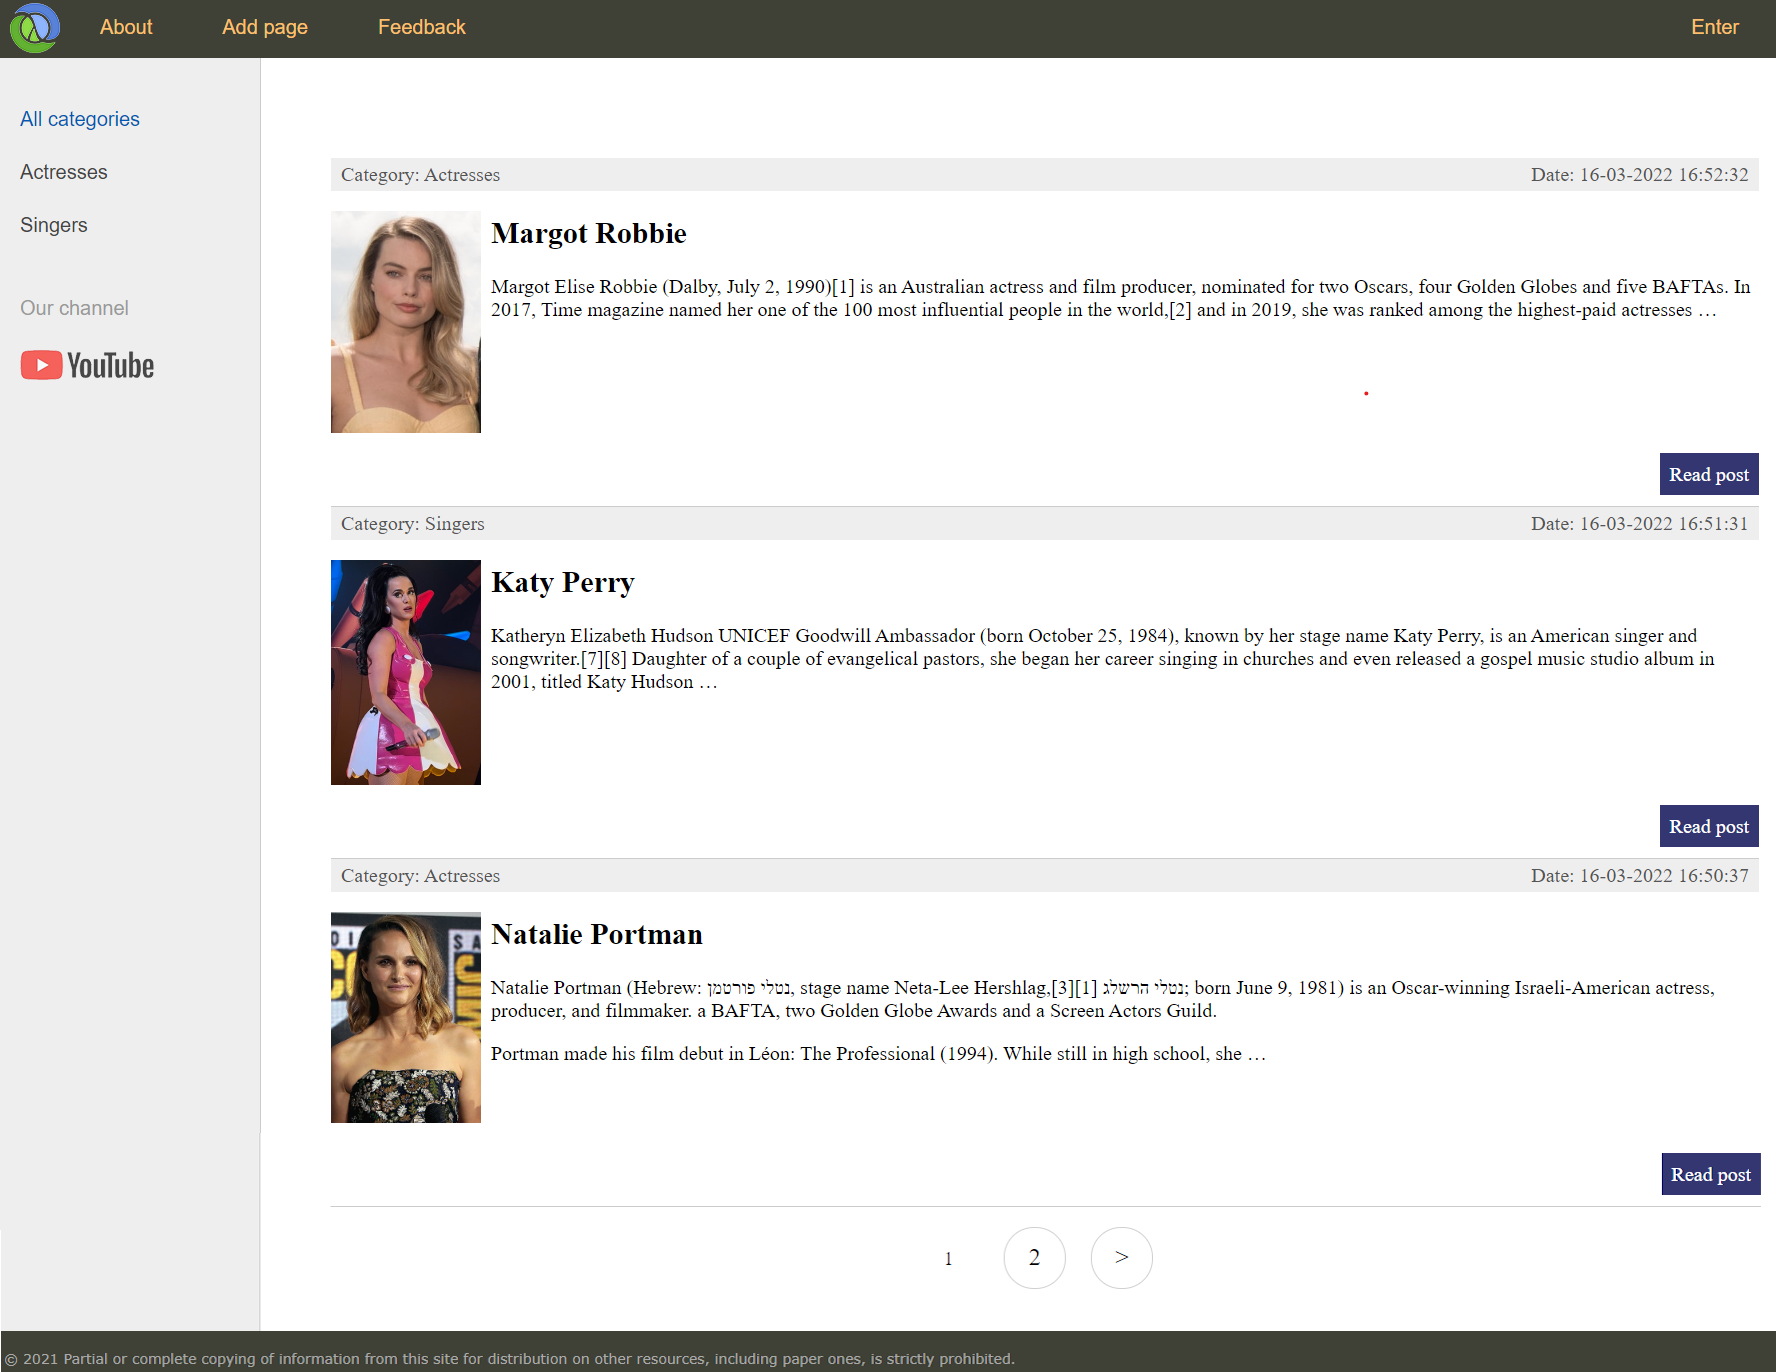 About Add page Feedback Enter
All categories
Actresses
Singers
Our channel
YouTube
Category: Actresses Date: 16-03-2022 16:52:32
Margot Robbie
Margot Elise Robbie (Dalby, July 2, 1990)[1] is an Australian actress and film producer, nominated for two Oscars, four Golden Globes and five BAFTAs. In
2017, Time magazine named her one of the 100 most influential people in the world,[2] and in 2019, she was ranked among the highest-paid actresses …
Read post
Category: Singers Date: 16-03-2022 16:51:31
Katy Perry
Katheryn Elizabeth Hudson UNICEF Goodwill Ambassador (born October 25, 1984), known by her stage name Katy Perry, is an American singer and
songwriter.[7][8] Daughter of a couple of evangelical pastors, she began her career singing in churches and even released a gospel music studio album in
2001, titled Katy Hudson …
Read post
Category: Actresses Date: 16-03-2022 16:50:37
Natalie Portman
Natalie Portman (Hebrew: נטלי פורטמן, stage name Neta-Lee Hershlag,[3][1] נטלי הרשלג; born June 9, 1981) is an Oscar-winning Israeli-American actress,
producer, and filmmaker. a BAFTA, two Golden Globe Awards and a Screen Actors Guild.
Portman made his film debut in Léon: The Professional (1994). While still in high school, she …
Read post
1 2 >
© 2021 Partial or complete copying of information from this site for distribution on other resources, including paper ones, is strictly prohibited.